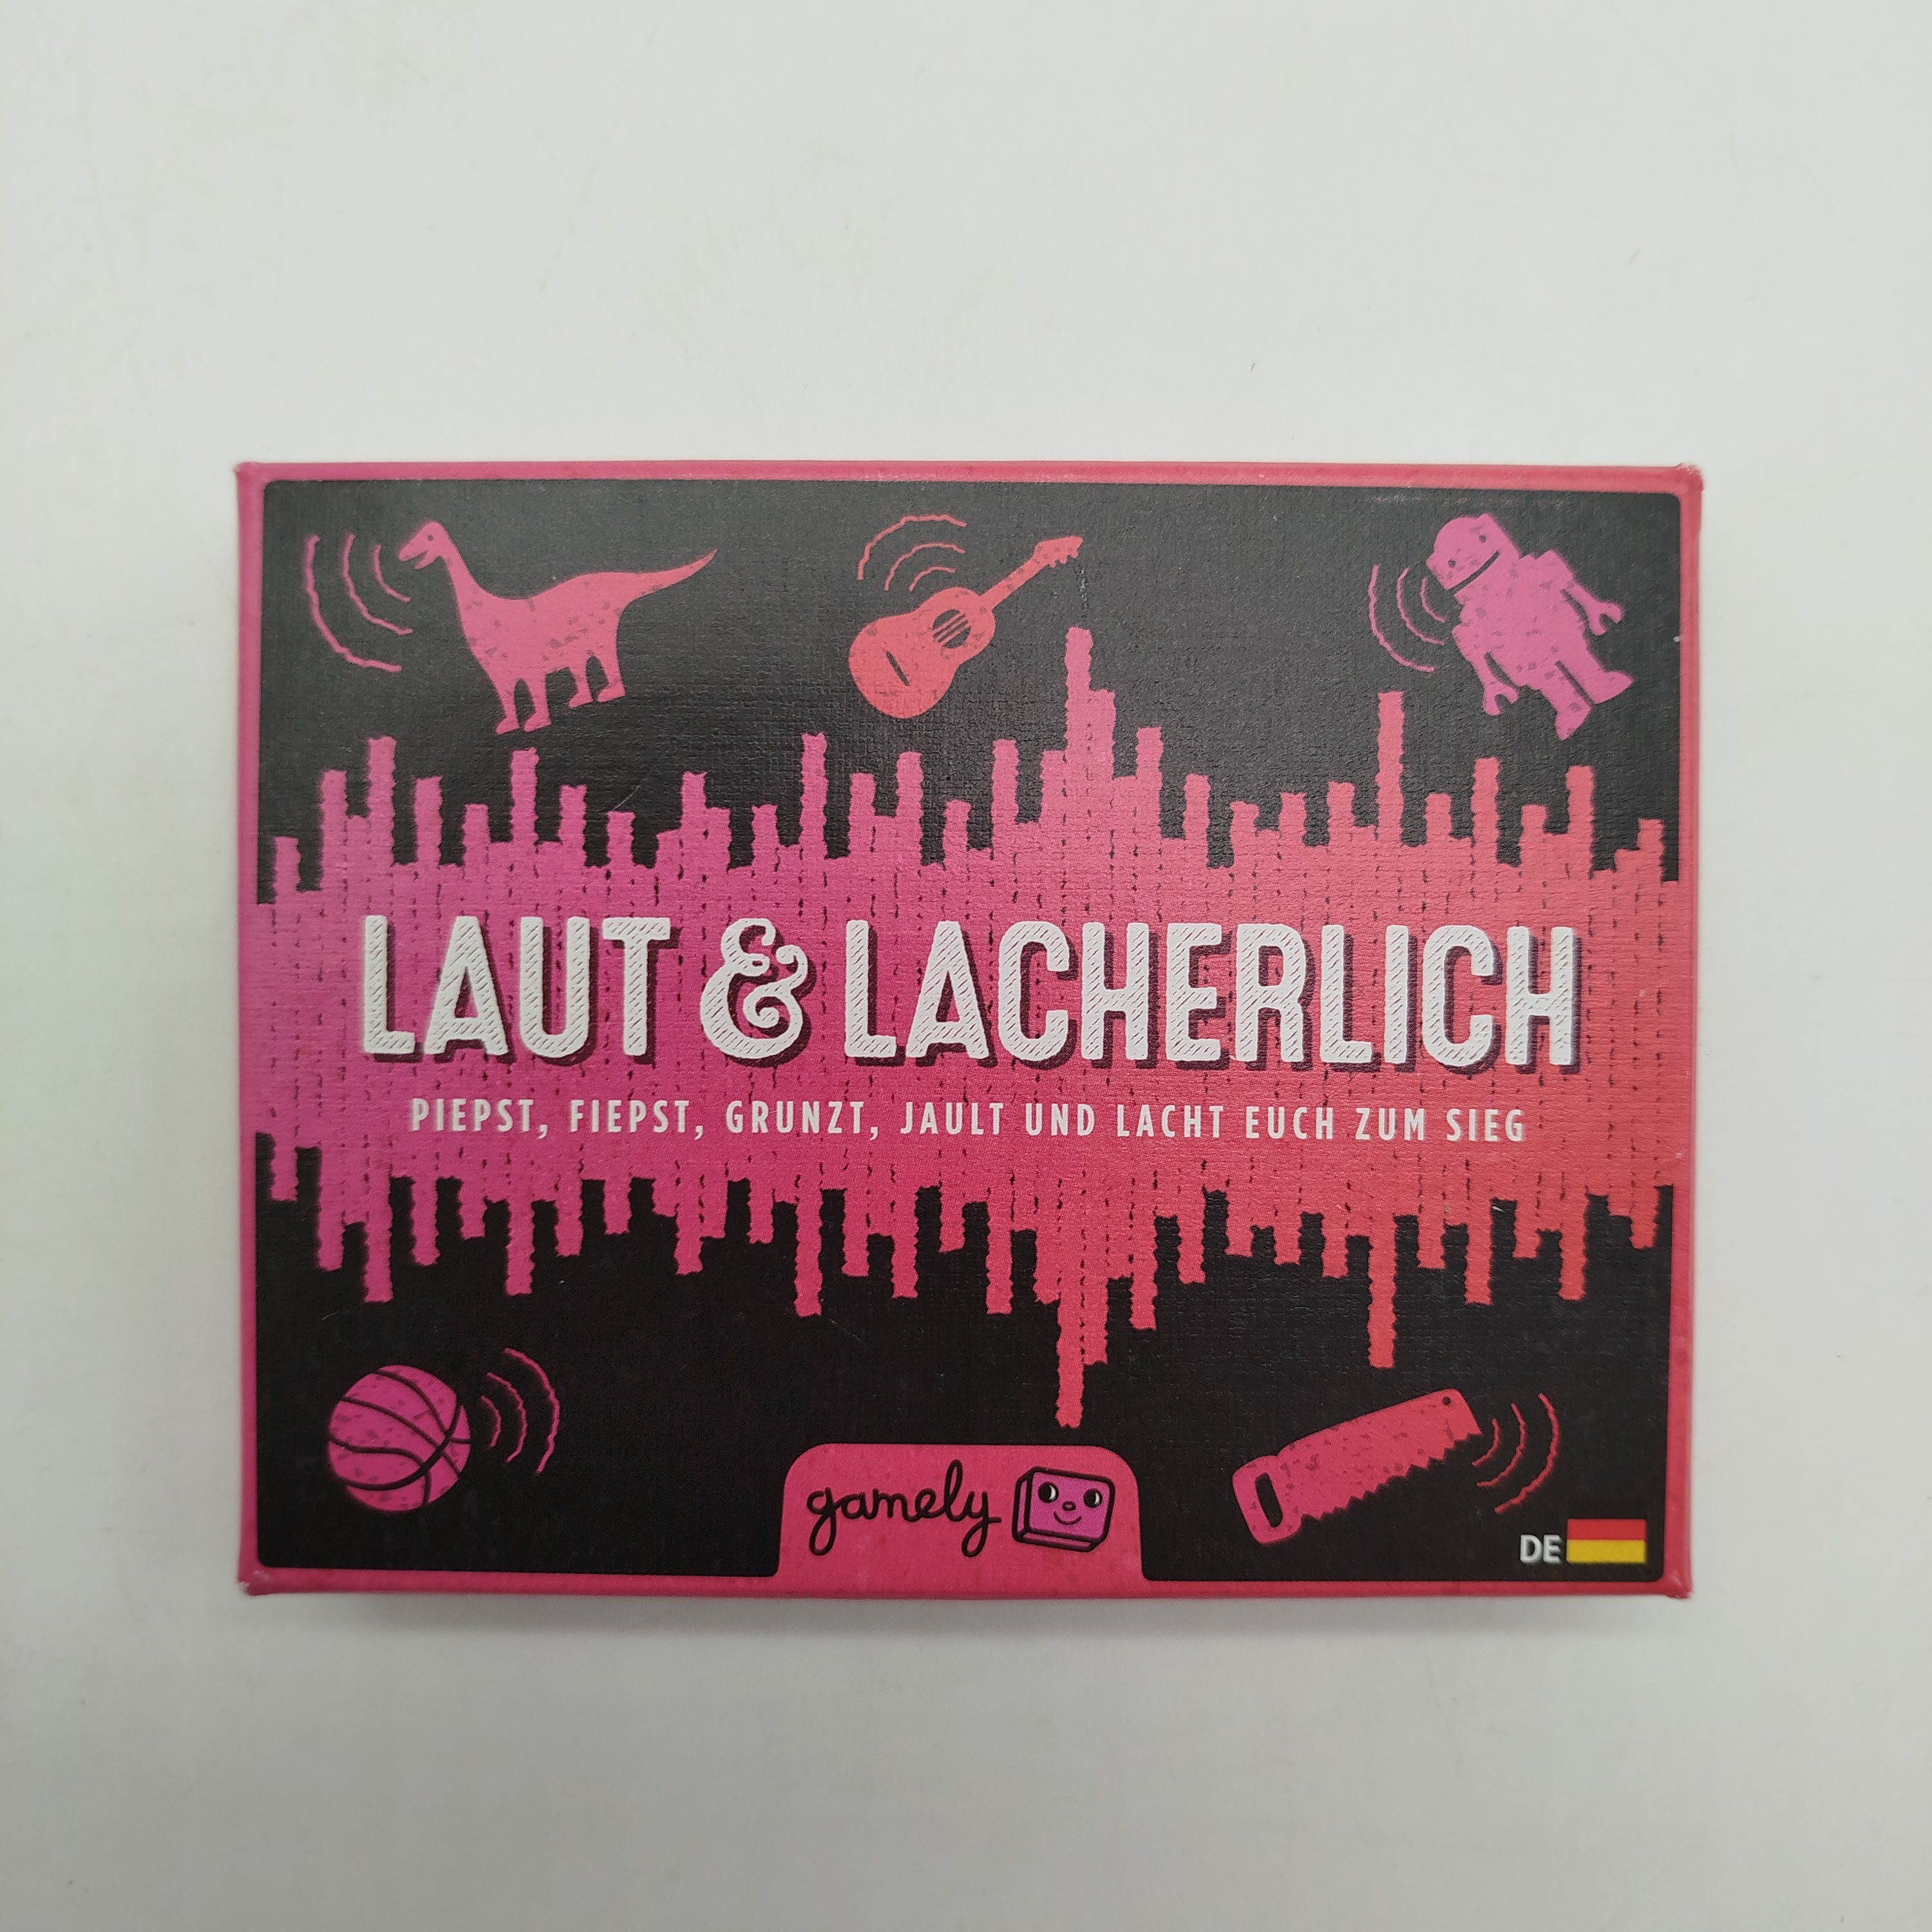 LAUT & LACHERLICH
PIEPST, FIEPST, GRUNZT, JAULT UND LACHT EUCH ZUM SIEG
gamely
DE